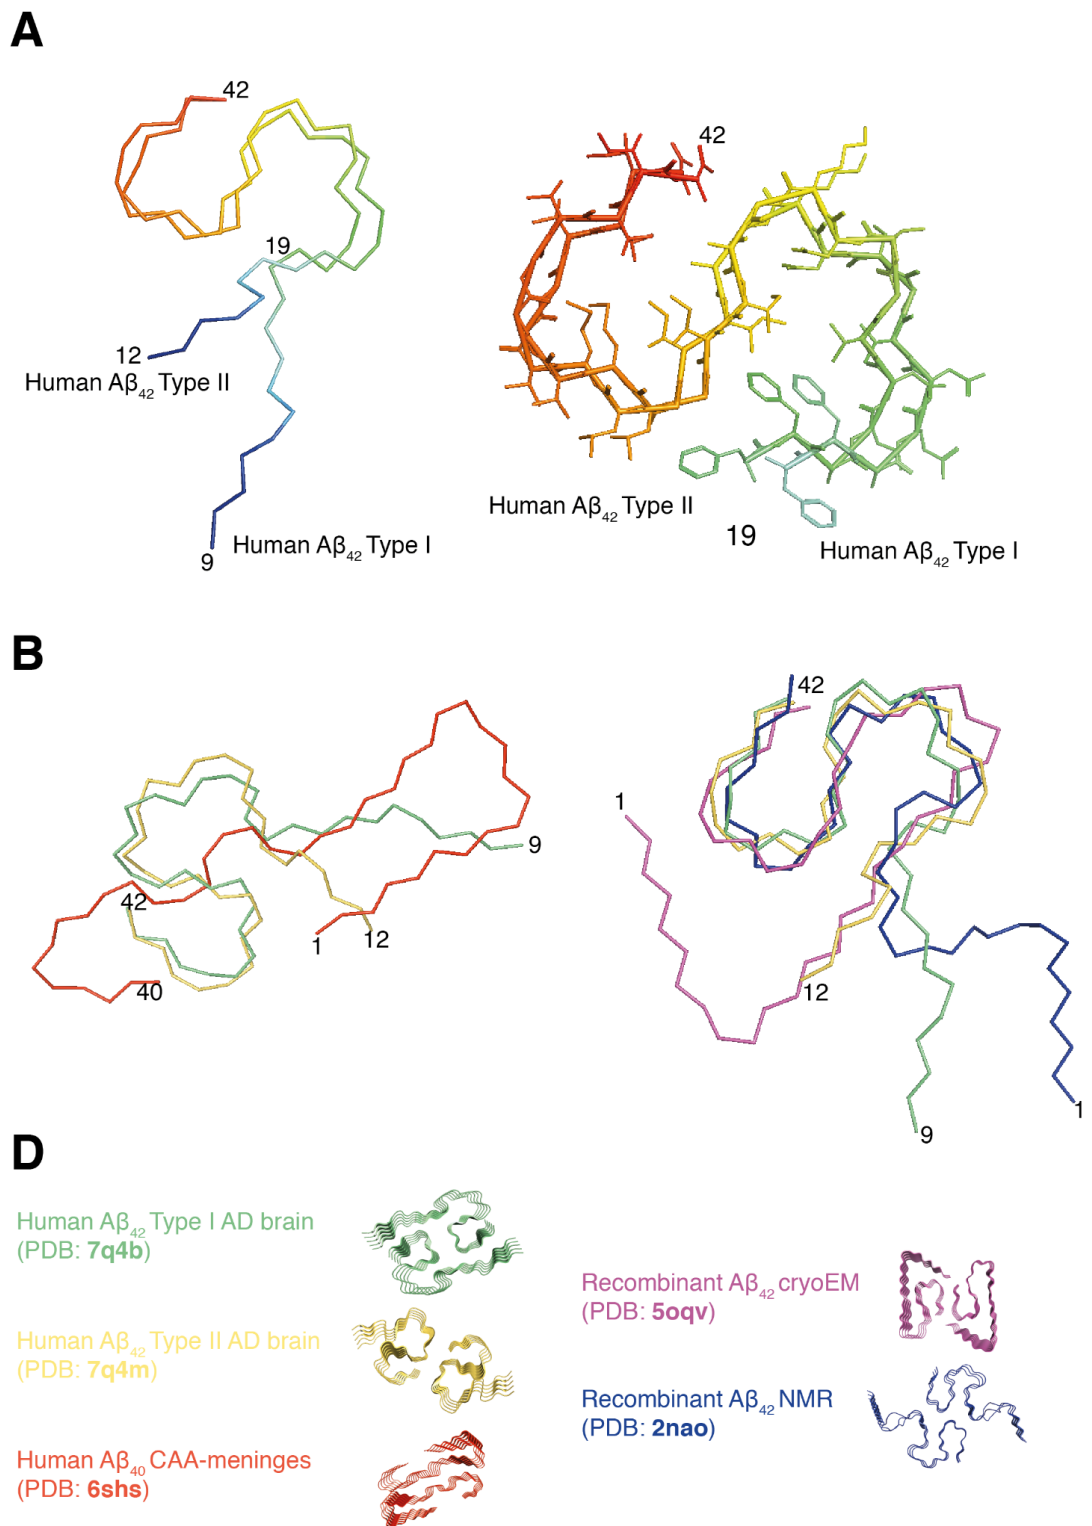 A
42
42
19
12
Human Aβ42 Type II
Human Aβ42 Type II
19
Human Aβ42 Type I
Human Aβ42 Type I
9
B
42
1
9
42
1
12
40
12
1
9
D
Human Aβ42 Type I AD brain
(PDB: 7q4b)
Recombinant Aβ42 cryoEM
(PDB: 5oqv)
Human Aβ42 Type II AD brain
(PDB: 7q4m)
Recombinant Aβ42 NMR
(PDB: 2nao)
Human Aβ40 CAA-meninges
(PDB: 6shs)